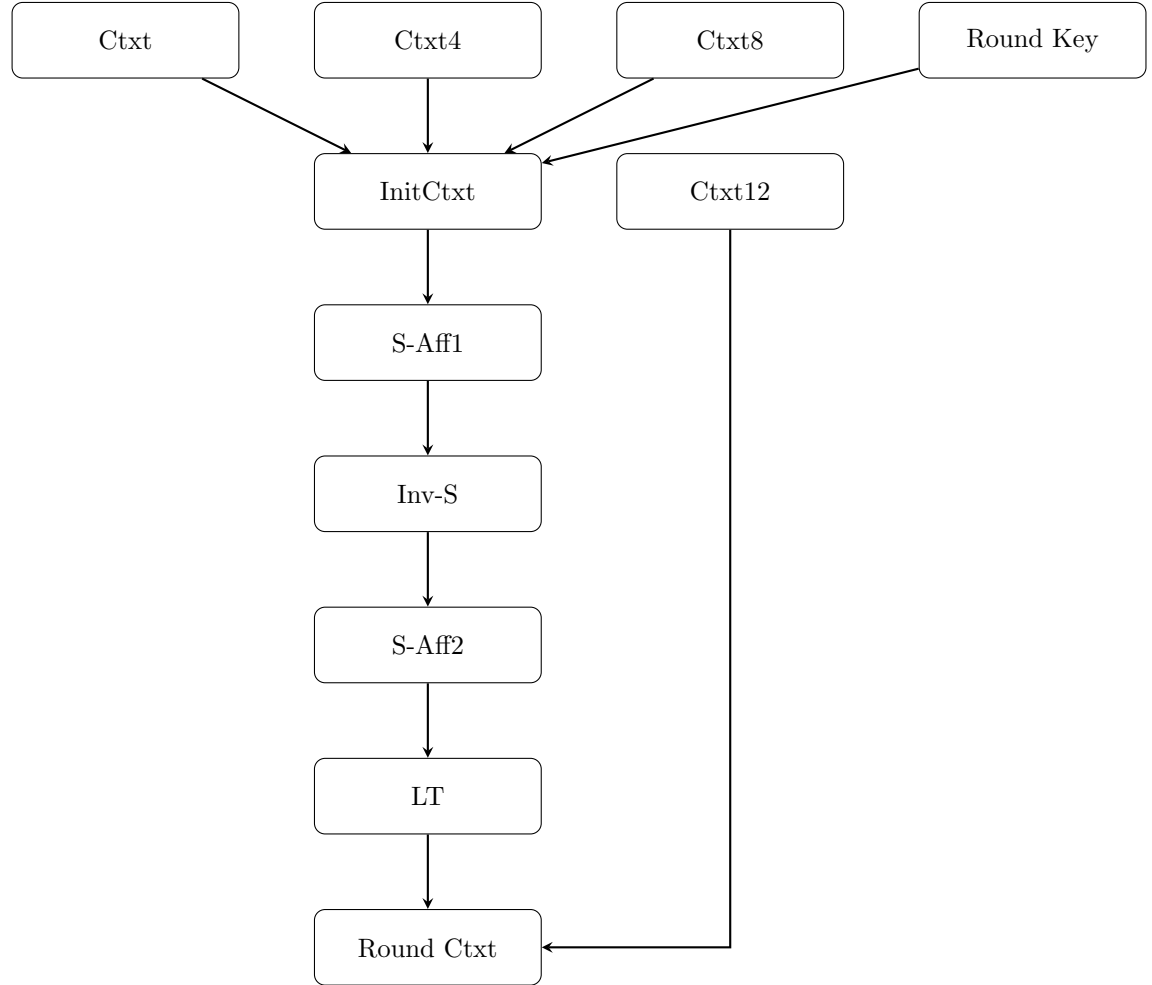 Ctxt
Ctxt4
Ctxt8
Round Key
InitCtxt
Ctxt12
S-Aff1
Inv-S
S-Aff2
LT
Round Ctxt